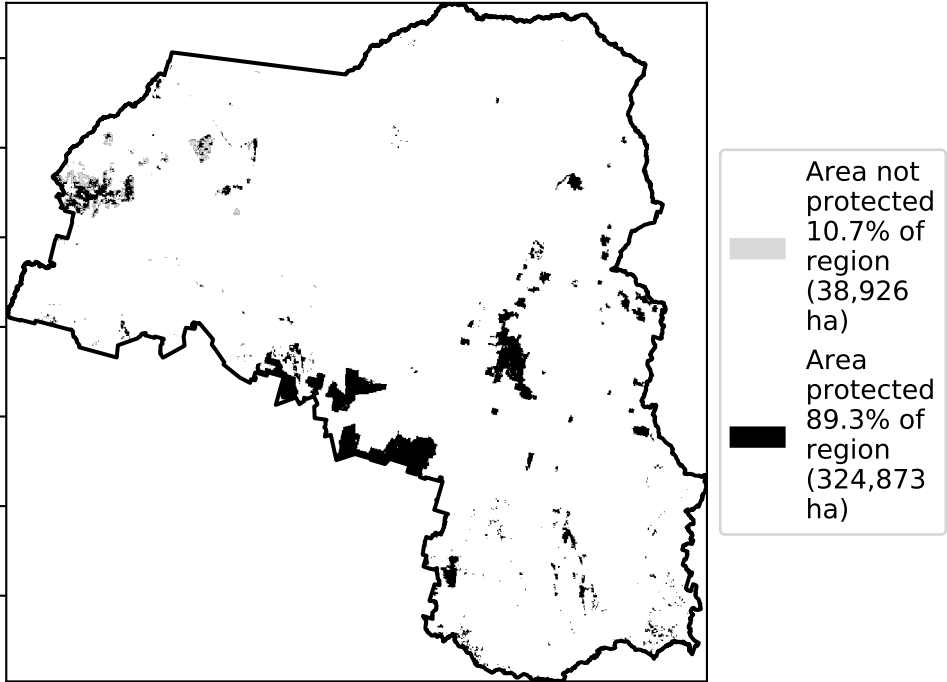 Area not
protected
10.7% of
region
(38,926
ha)
Area
protected
89.3% of
region
(324,873
ha)